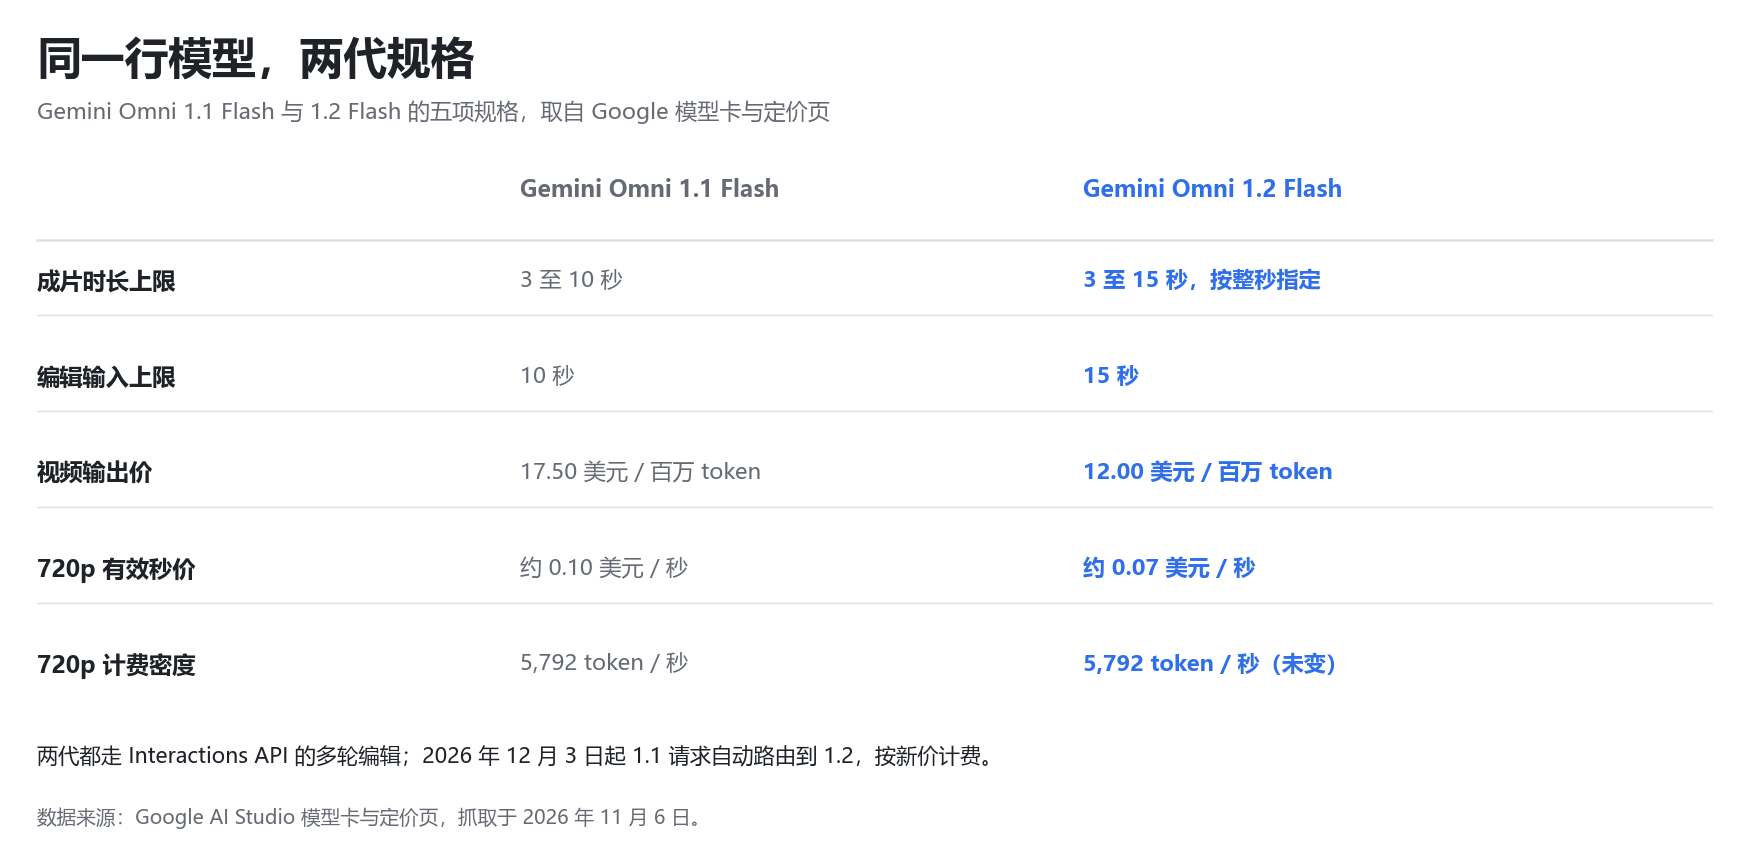 同一行模型，两代规格
Gemini Omni 1.1 Flash 与 1.2 Flash 的五项规格，取自 Google 模型卡与定价页
Gemini Omni 1.1 Flash Gemini Omni 1.2 Flash
成片时长上限 3 至 10 秒 3 至 15 秒，按整秒指定
编辑输入上限 10 秒 15 秒
视频输出价 17.50 美元 / 百万 token 12.00 美元 / 百万 token
720p 有效秒价 约 0.10 美元 / 秒 约 0.07 美元 / 秒
720p 计费密度 5,792 token / 秒 5,792 token / 秒（未变）
两代都走 Interactions API 的多轮编辑；2026 年 12 月 3 日起 1.1 请求自动路由到 1.2，按新价计费。
数据来源：Google AI Studio 模型卡与定价页，抓取于 2026 年 11 月 6 日。